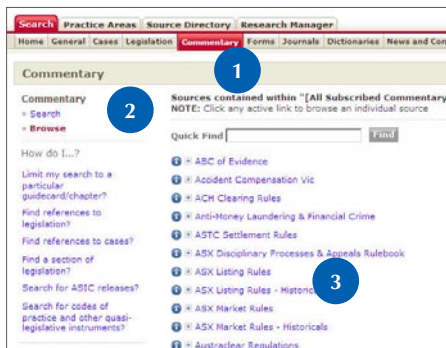 Search Practice Areas Source Directory Research Manager
Home General Cases Legislation Commentary Forms Journals Dictionaries News and
1
Commentary
Commentary
Search
Browse
2
How do I...?
Limit my search to a
particular
guidecard/chapter?
Find references to
legislation?
Find references to cases?
Find a section of
legislation?
Search for ASIC releases?
Search for codes of
practice and other quasi-
legislative instruments?
Sources contained within "[All Subscribed Commentary
NOTE: Click any active link to browse an individual source
Quick Find Find
ABC of Evidence
Accident Compensation Vic
ACH Clearing Rules
Anti-Money Laundering & Financial Crime
ASTC Settlement Rules
ASX Disciplinary Processes & Appeals Rulebook
ASX Listing Rules
ASX Listing Rules - Historicals
3
ASX Market Rules
ASX Market Rules - Historicals
Austraclear Regulations